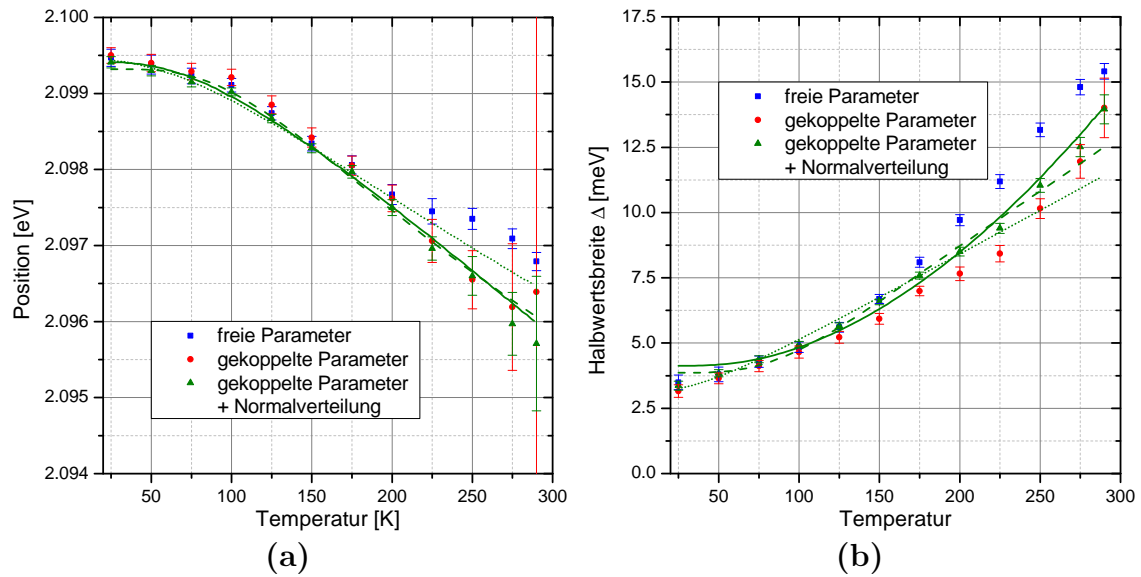 2.100
2.099
2.098
2.097
2.096
2.095
2.094
Position [eV]
freie Parameter
gekoppelte Parameter
gekoppelte Parameter
+ Normalverteilung
50 100 150 200 250 300
Temperatur [K]
(a)
17.5
15.0
12.5
10.0
7.5
5.0
2.5
0.0
Halbwertsbreite Δ [meV]
freie Parameter
gekoppelte Parameter
gekoppelte Parameter
+ Normalverteilung
50 100 150 200 250 300
Temperatur
(b)